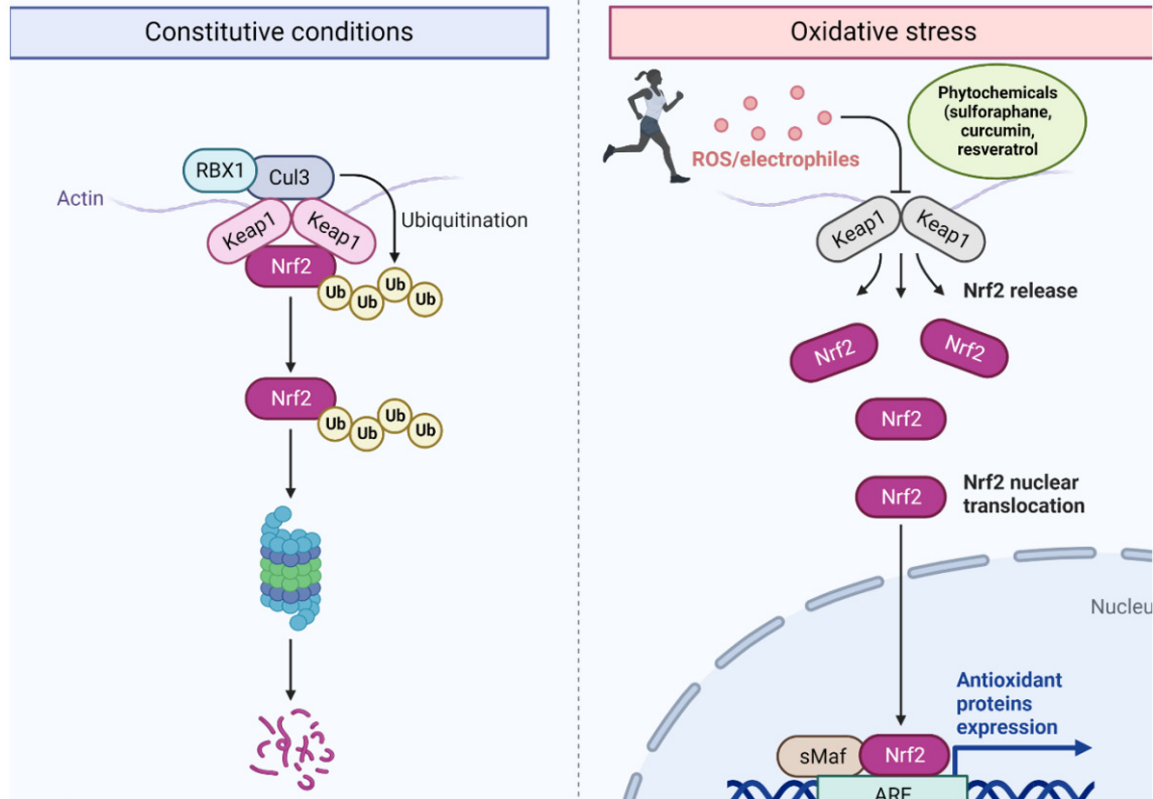 Constitutive conditions
RBX1
Cul3
Actin
Keap1
Keap1
Ubiquitination
Nrf2
Ub
Ub
Ub
Ub
Nrf2
Ub
Ub
Ub
Ub
Oxidative stress
Phytochemicals
(sulforaphane,
curcumin,
resveratrol
ROS/electrophiles
Keap1
Keap1
Nrf2 release
Nrf2
Nrf2
Nrf2
Nrf2
Nrf2 nuclear
translocation
Nucleu
Antioxidant
proteins
expression
sMaf
Nrf2
ARE